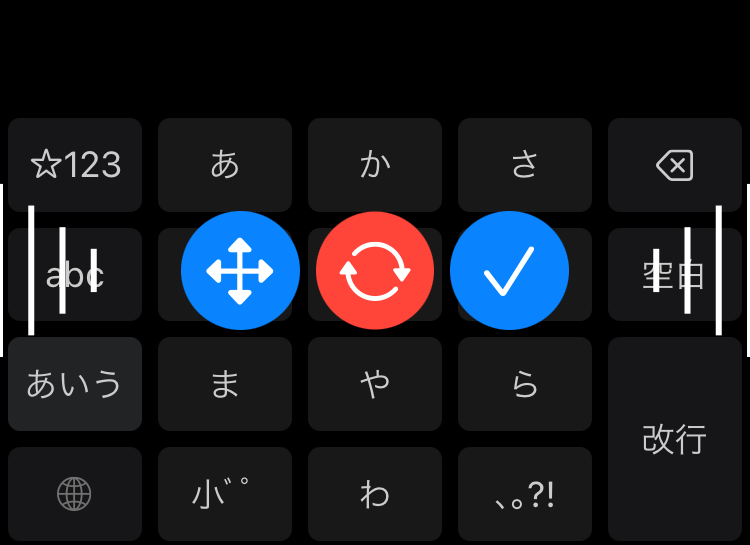 ☆123 あ か さ
abc 空白
あいう ま や ら
改行
小゛゜ わ 、。?!